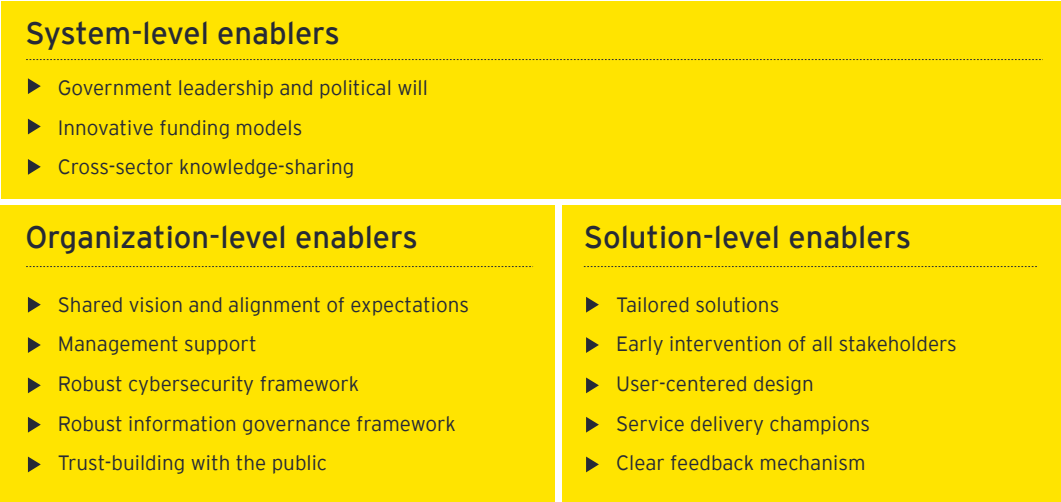 System-level enablers
Government leadership and political will
Innovative funding models
Cross-sector knowledge-sharing
Organization-level enablers
Shared vision and alignment of expectations
Management support
Robust cybersecurity framework
Robust information governance framework
Trust-building with the public
Solution-level enablers
Tailored solutions
Early intervention of all stakeholders
User-centered design
Service delivery champions
Clear feedback mechanism